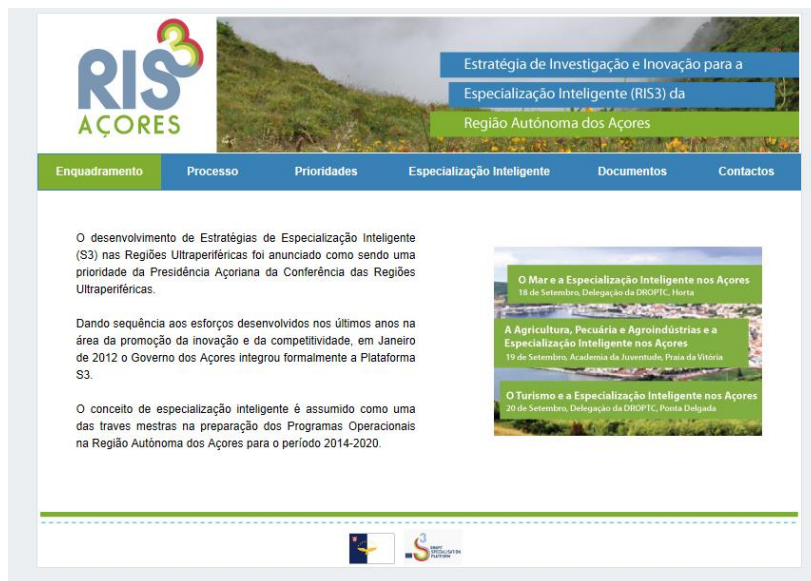 RIS3
AÇORES
Estratégia de Investigação e Inovação para a
Especialização Inteligente (RIS3) da
Região Autónoma dos Açores
Enquadramento Processo Prioridades Especialização Inteligente Documentos Contactos
O desenvolvimento de Estratégias de Especialização Inteligente
(S3) nas Regiões Ultraperiféricas foi anunciado como sendo uma
prioridade da Presidência Açoriana da Conferência das Regiões
Ultraperiféricas.
Dando sequência aos esforços desenvolvidos nos últimos anos na
área da promoção da inovação e da competitividade, em Janeiro
de 2012 o Governo dos Açores integrou formalmente a Plataforma
S3.
O conceito de especialização inteligente é assumido como uma
das traves mestras na preparação dos Programas Operacionais
na Região Autónoma dos Açores para o período 2014-2020.
O Mar e a Especialização Inteligente nos Açores
18 de Setembro, Delegação da DROPTC, Horta
A Agricultura, Pecuária e Agroindústrias e a
Especialização Inteligente nos Açores
19 de Setembro, Academia da Juventude, Praia da Vitória
O Turismo e a Especialização Inteligente nos Açores
20 de Setembro, Delegação da DROPTC, Ponta Delgada
S3
SMART
SPECIALISATION
PLATFORM